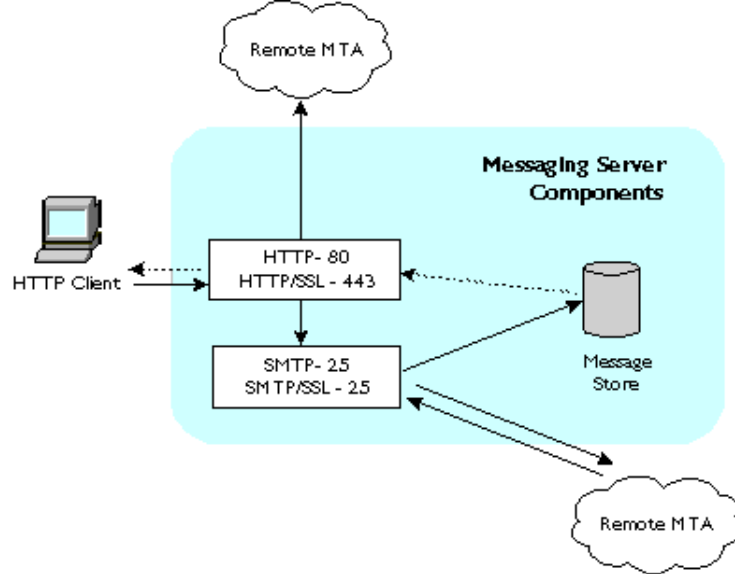 Remote MTA
Messaging Server
Components
HTTP- 80
HTTP/SSL - 443
HTTP Client
SMTP- 25
SMTP/SSL - 25
Message
Store
Remote MTA